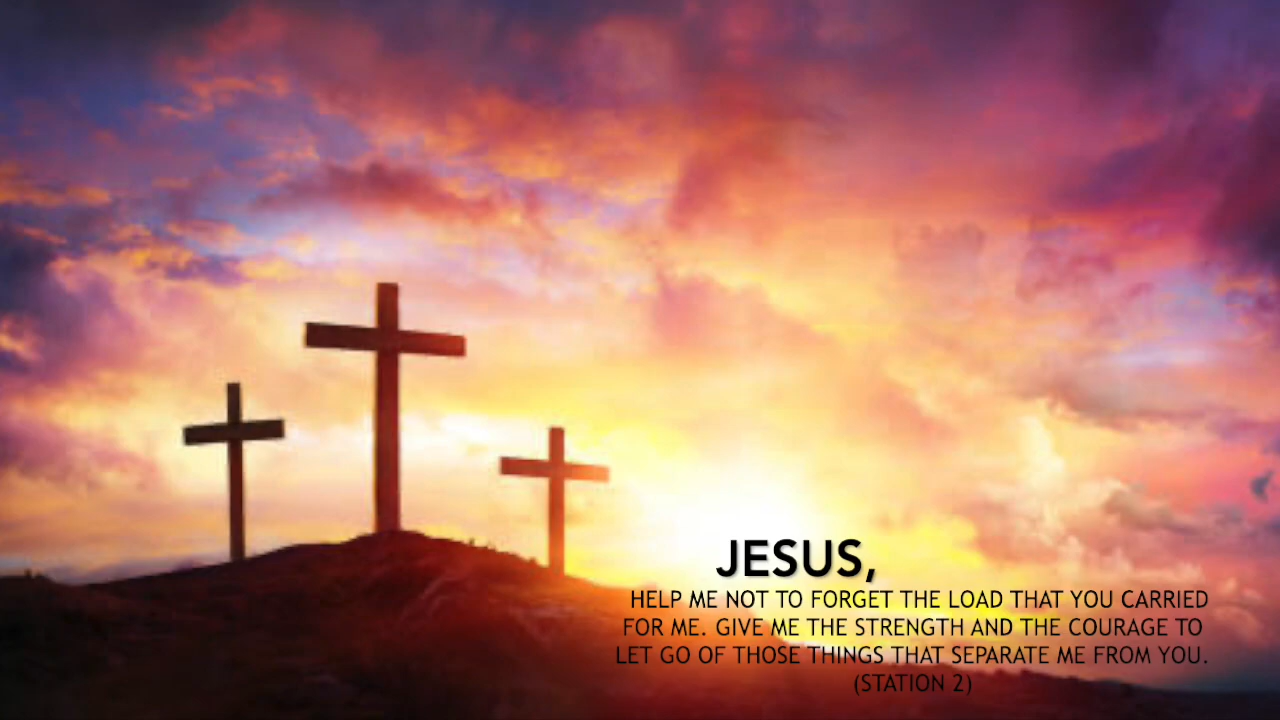 JESUS,
HELP ME NOT TO FORGET THE LOAD THAT YOU CARRIED
FOR ME. GIVE ME THE STRENGTH AND THE COURAGE TO
LET GO OF THOSE THINGS THAT SEPARATE ME FROM YOU.
(STATION 2)